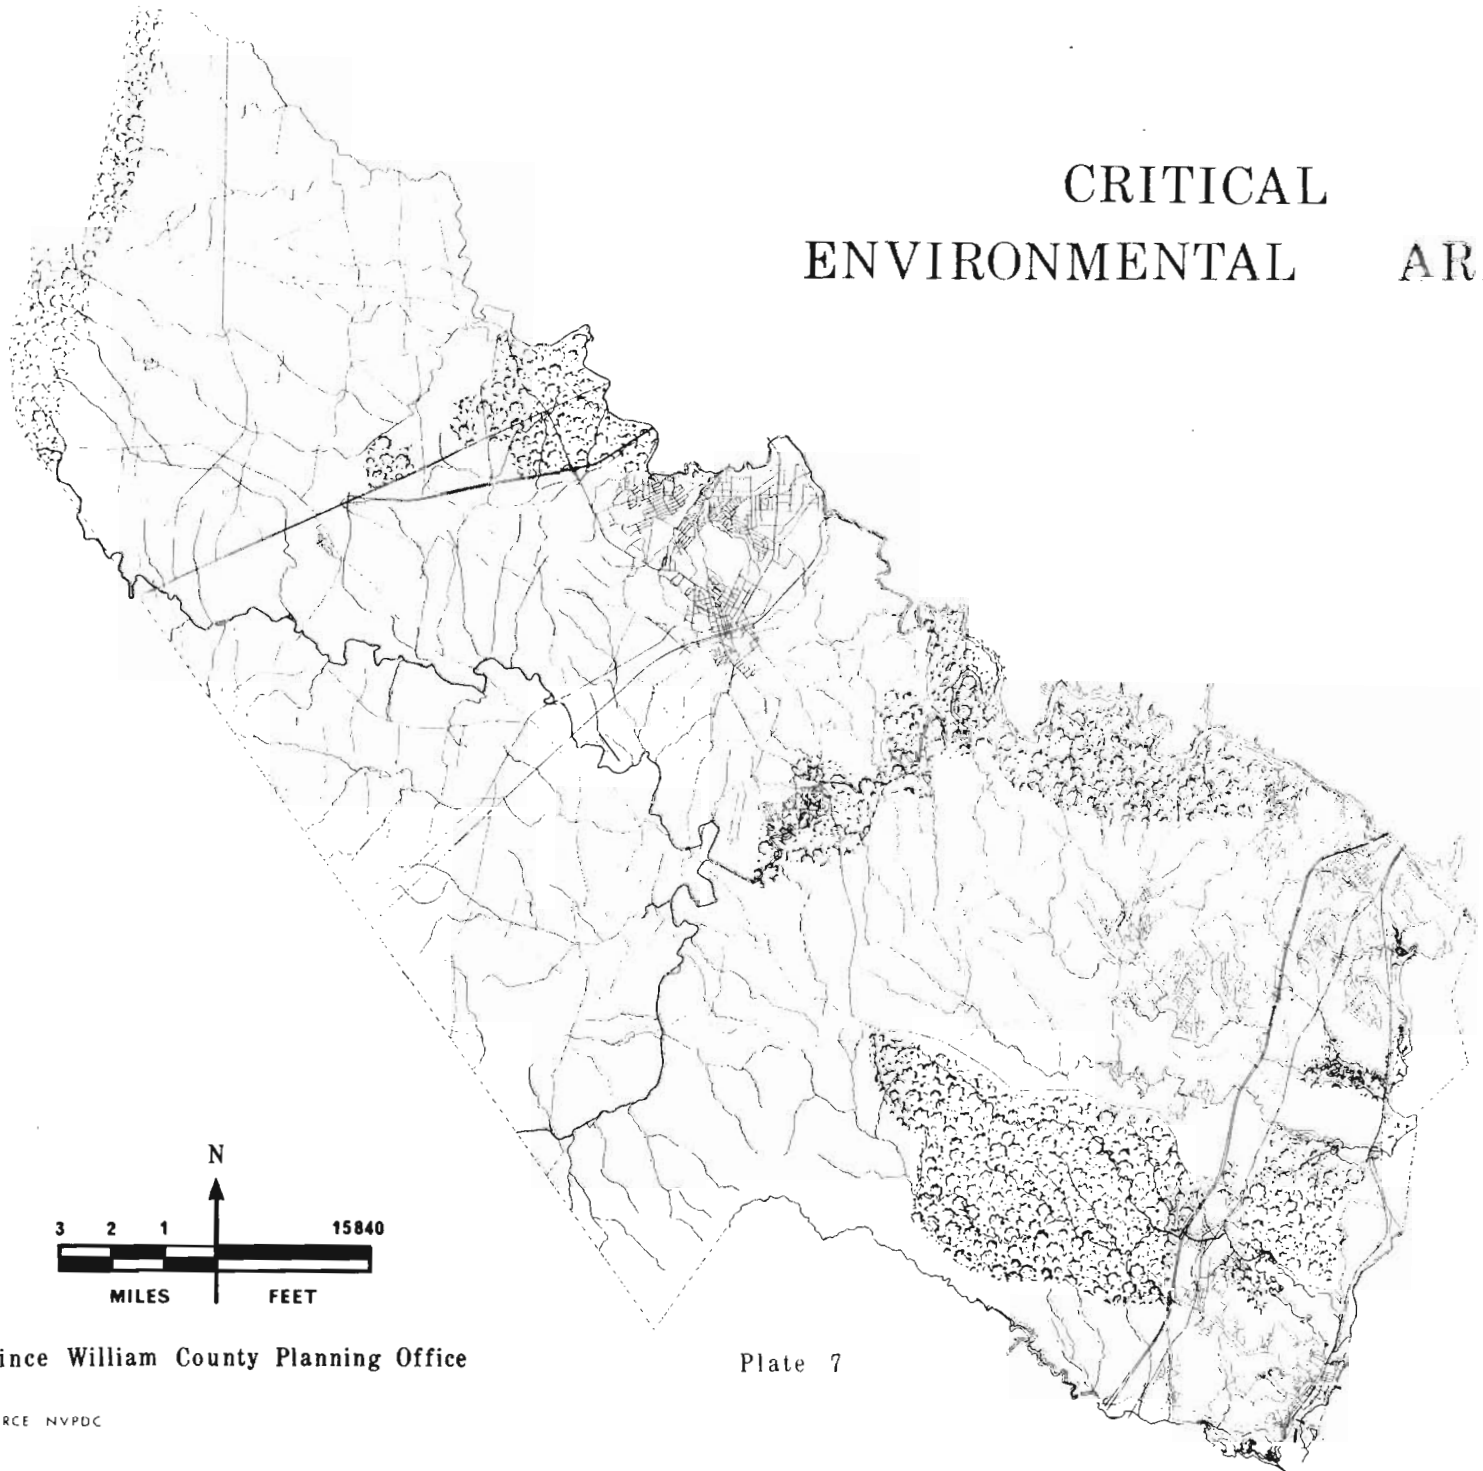 CRITICAL
ENVIRONMENTAL AR
N
3 2 1 15840
MILES FEET
ince William County Planning Office
Plate 7
RCE NVPDC